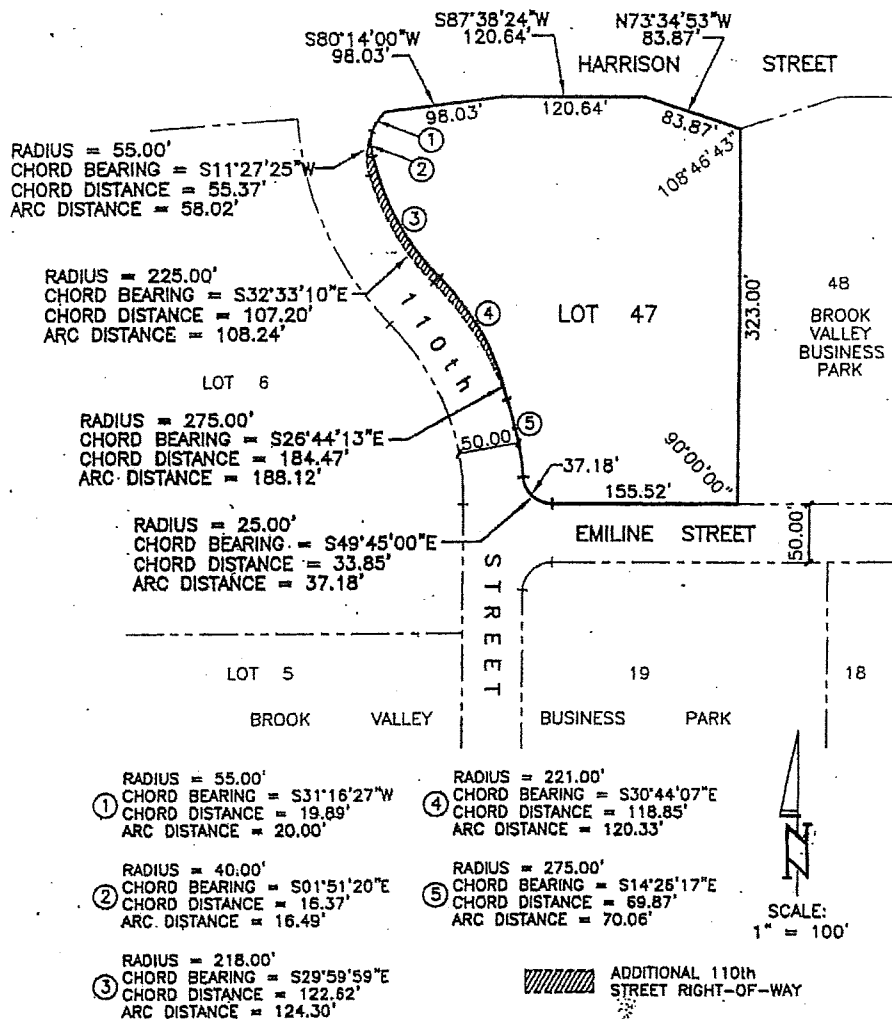 S80°14'00"W
98.03'
S87°38'24"W
120.64'
N73°34'53"W
83.87'
HARRISON STREET
98.03'
120.64'
83.87'
108°46'43"
①
②
③
④
⑤
RADIUS = 55.00'
CHORD BEARING = S11°27'25"W
CHORD DISTANCE = 55.37'
ARC DISTANCE = 58.02'
RADIUS = 225.00'
CHORD BEARING = S32°33'10"E
CHORD DISTANCE = 107.20'
ARC DISTANCE = 108.24'
110th
LOT 47
323.00'
48
BROOK
VALLEY
BUSINESS
PARK
LOT 6
RADIUS = 275.00'
CHORD BEARING = S26°44'13"E
CHORD DISTANCE = 184.47'
ARC DISTANCE = 188.12'
50.00'
37.18'
90°00'00"
155.52'
RADIUS = 25.00'
CHORD BEARING = S49°45'00"E
CHORD DISTANCE = 33.85'
ARC DISTANCE = 37.18'
EMILINE STREET
50.00'
STREET
LOT 5
19
18
BROOK VALLEY BUSINESS PARK
① RADIUS = 55.00'
CHORD BEARING = S31°16'27"W
CHORD DISTANCE = 19.89'
ARC DISTANCE = 20.00'
② RADIUS = 40.00'
CHORD BEARING = S01°51'20"E
CHORD DISTANCE = 16.37'
ARC DISTANCE = 16.49'
③ RADIUS = 218.00'
CHORD BEARING = S29°59'59"E
CHORD DISTANCE = 122.62'
ARC DISTANCE = 124.30'
④ RADIUS = 221.00'
CHORD BEARING = S30°44'07"E
CHORD DISTANCE = 118.85'
ARC DISTANCE = 120.33'
⑤ RADIUS = 275.00'
CHORD BEARING = S14°26'17"E
CHORD DISTANCE = 69.87'
ARC DISTANCE = 70.06'
N
SCALE:
1" = 100'
ADDITIONAL 110th
STREET RIGHT-OF-WAY